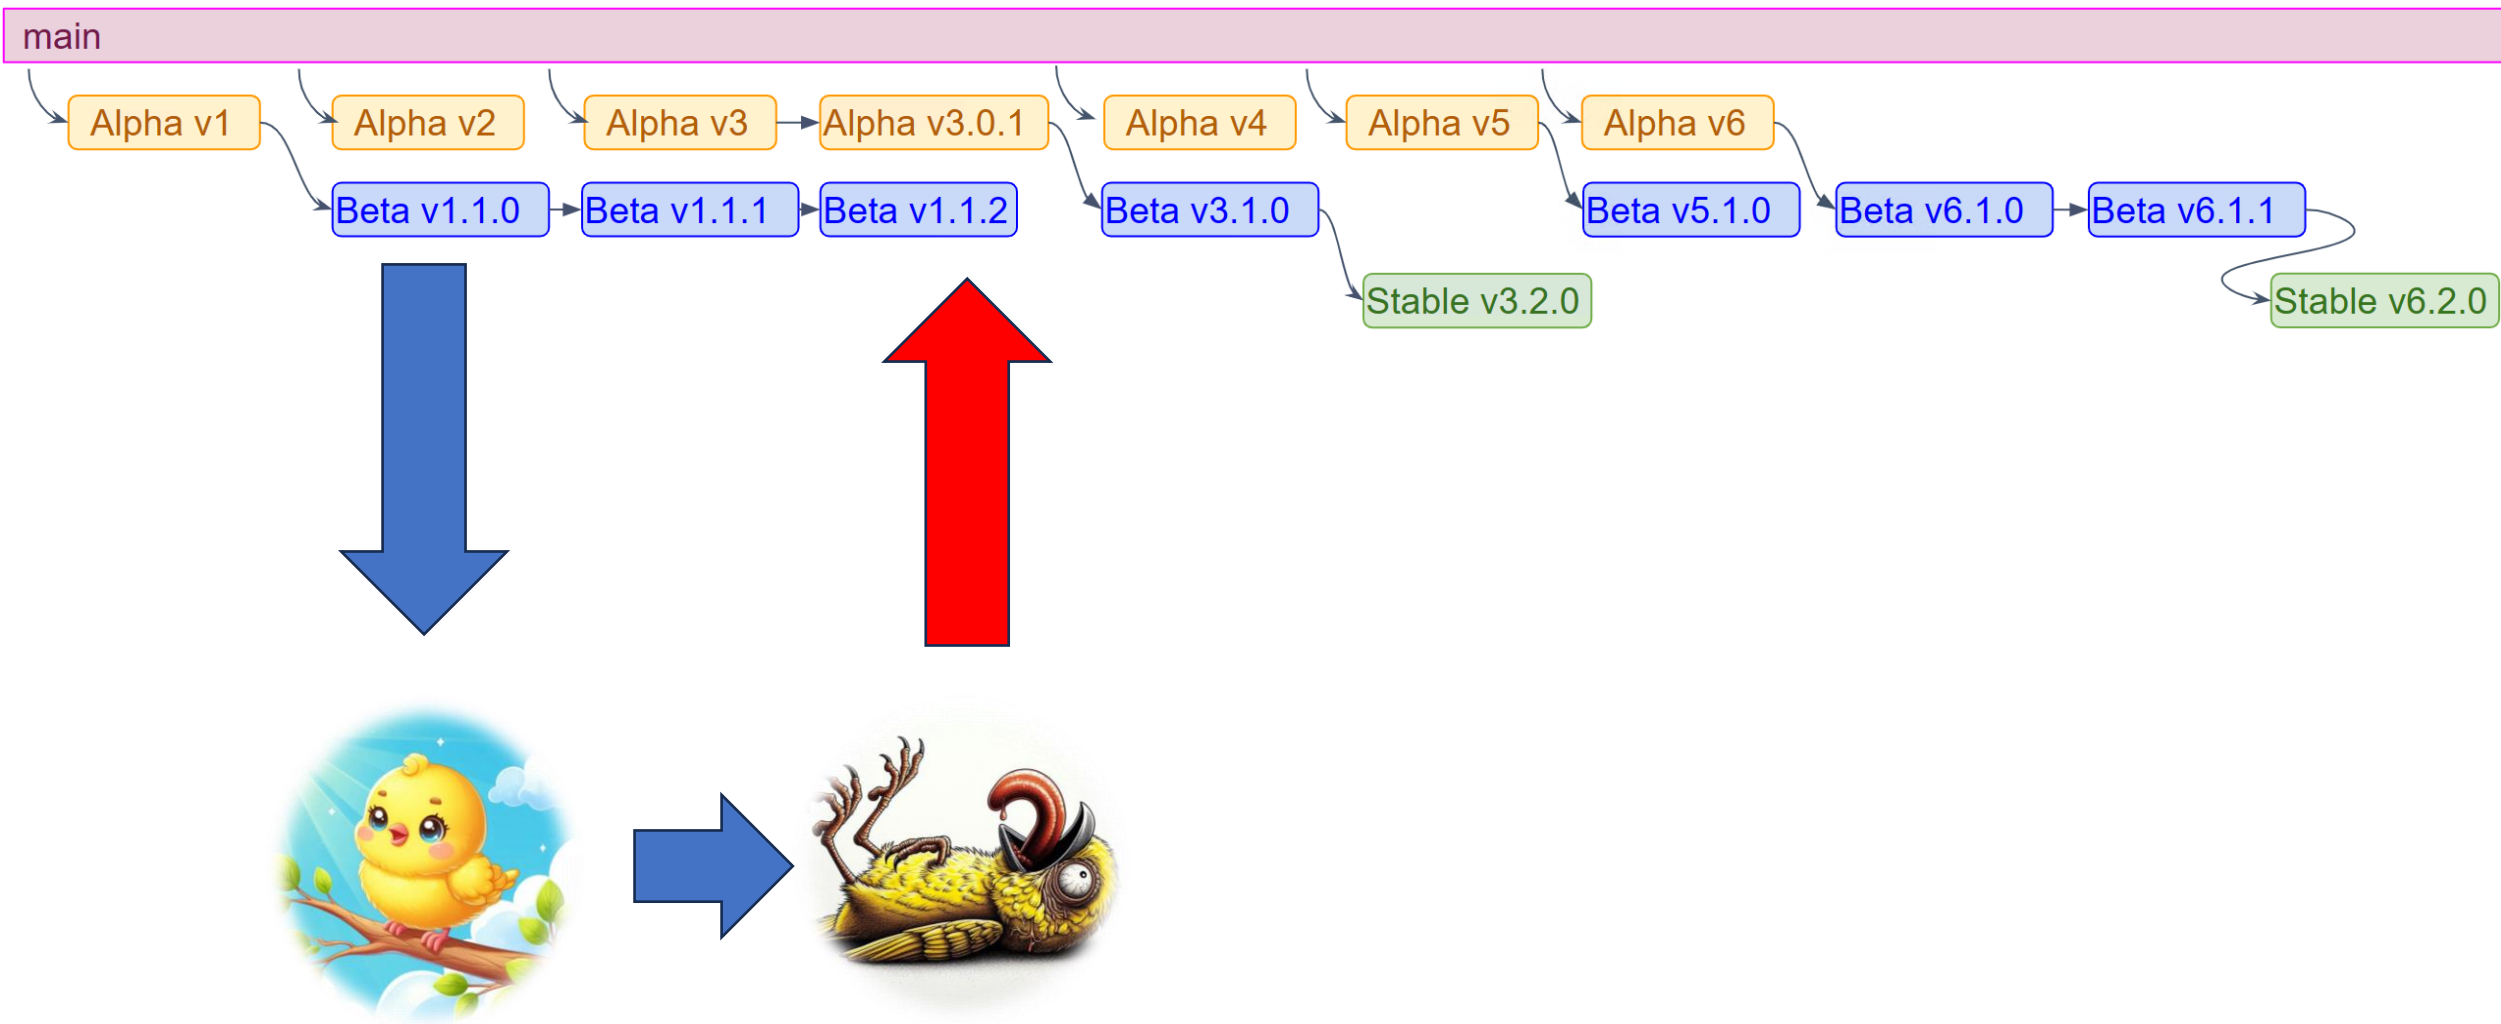 main
Alpha v1
Alpha v2
Alpha v3
Alpha v3.0.1
Alpha v4
Alpha v5
Alpha v6
Beta v1.1.0
Beta v1.1.1
Beta v1.1.2
Beta v3.1.0
Beta v5.1.0
Beta v6.1.0
Beta v6.1.1
Stable v3.2.0
Stable v6.2.0